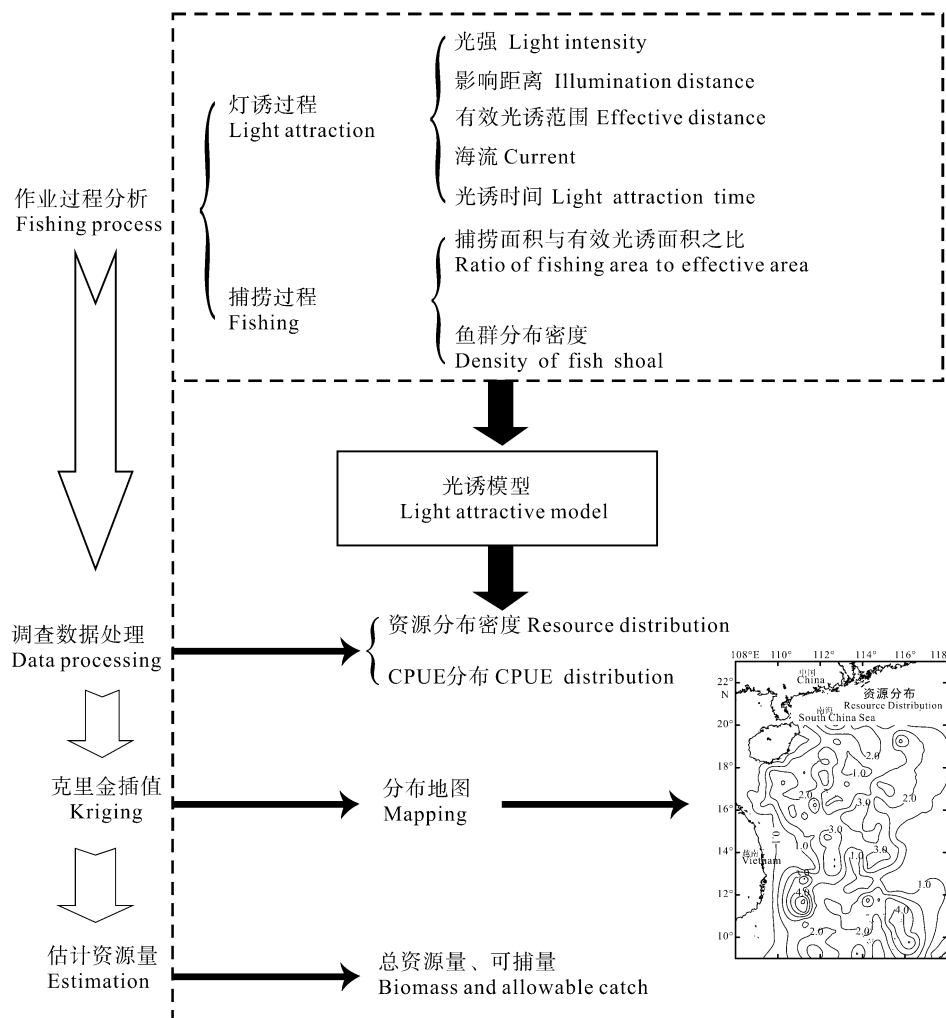 光强 Light intensity
影响距离 Illumination distance
灯诱过程
Light attraction
有效光诱范围 Effective distance
海流 Current
光诱时间 Light attraction time
作业过程分析
Fishing process
捕捞面积与有效光诱面积之比
Ratio of fishing area to effective area
捕捞过程
Fishing
鱼群分布密度
Density of fish shoal
光诱模型
Light attractive model
调查数据处理
Data processing
资源分布密度 Resource distribution
CPUE分布 CPUE distribution
克里金插值
Kriging
分布地图
Mapping
108°E 110° 112° 114° 116° 118
22°
N
20°
18°
16°
14°
12°
10°
中国
China
资源分布
Resource Distribution
南海
South China Sea
越南
Vietnam
2.0
1.0
2.0
3.0
2.0
3.0
1.0
1.0
3.0
1.0
3.0
1.0
4.0
4.0
2.0
2.0
估计资源量
Estimation
总资源量、可捕量
Biomass and allowable catch